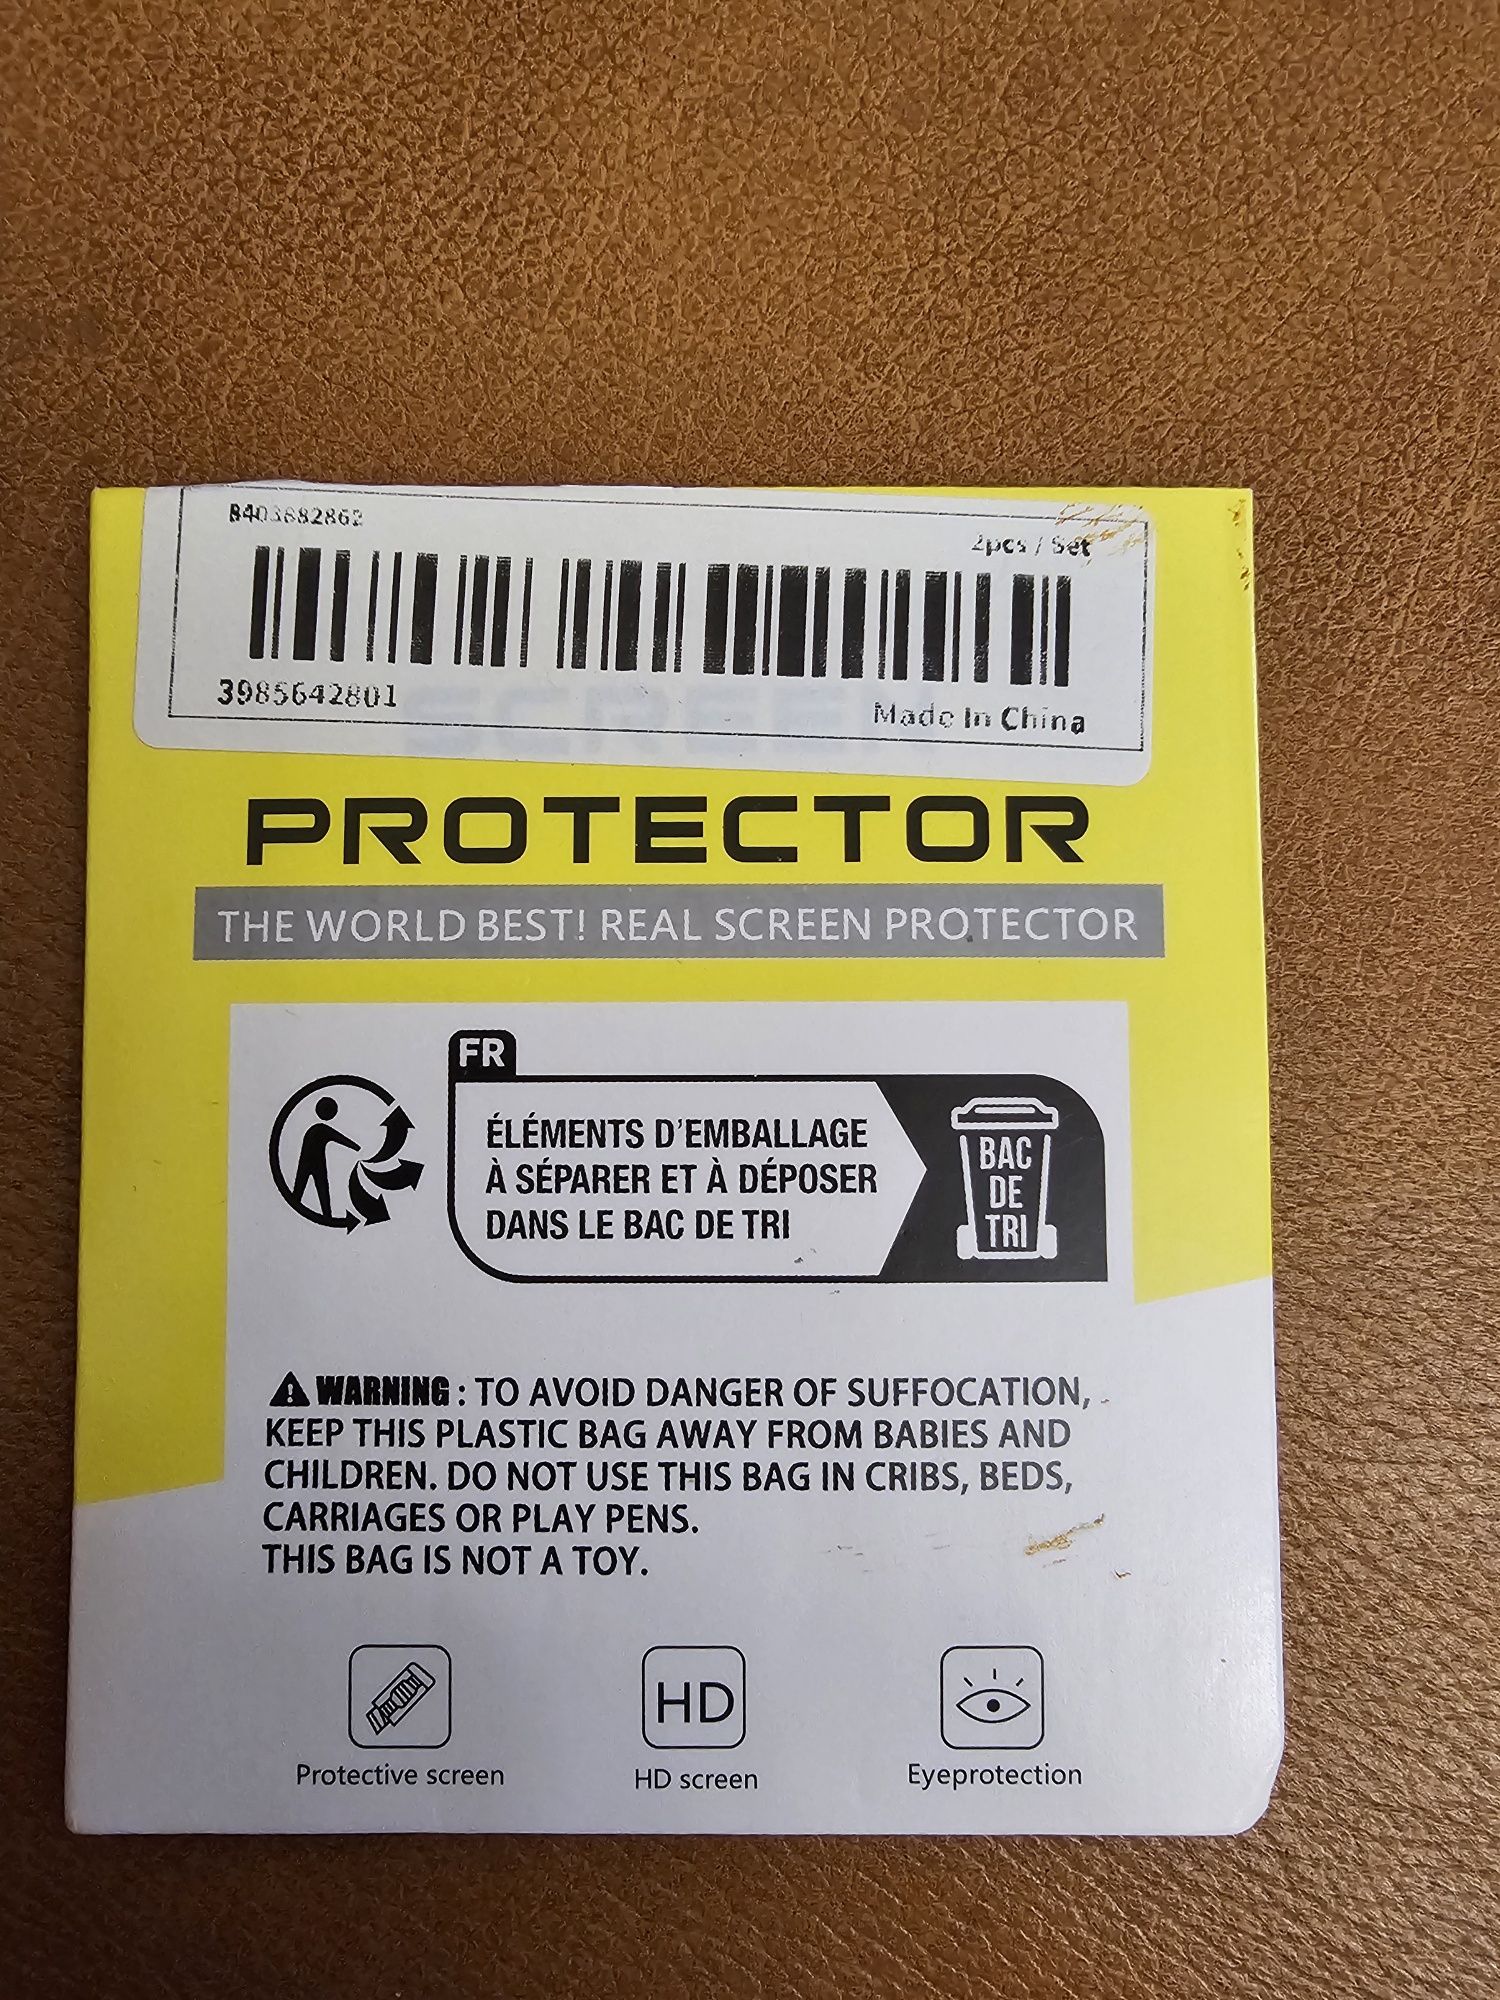 8403882862
2pcs / Set
3985642801
Made In China
SCREEN
PROTECTOR
THE WORLD BEST! REAL SCREEN PROTECTOR
FR
ÉLÉMENTS D'EMBALLAGE
À SÉPARER ET À DÉPOSER
DANS LE BAC DE TRI
BAC
DE
TRI
WARNING : TO AVOID DANGER OF SUFFOCATION,
KEEP THIS PLASTIC BAG AWAY FROM BABIES AND
CHILDREN. DO NOT USE THIS BAG IN CRIBS, BEDS,
CARRIAGES OR PLAY PENS.
THIS BAG IS NOT A TOY.
HD
Protective screen
HD screen
Eyeprotection